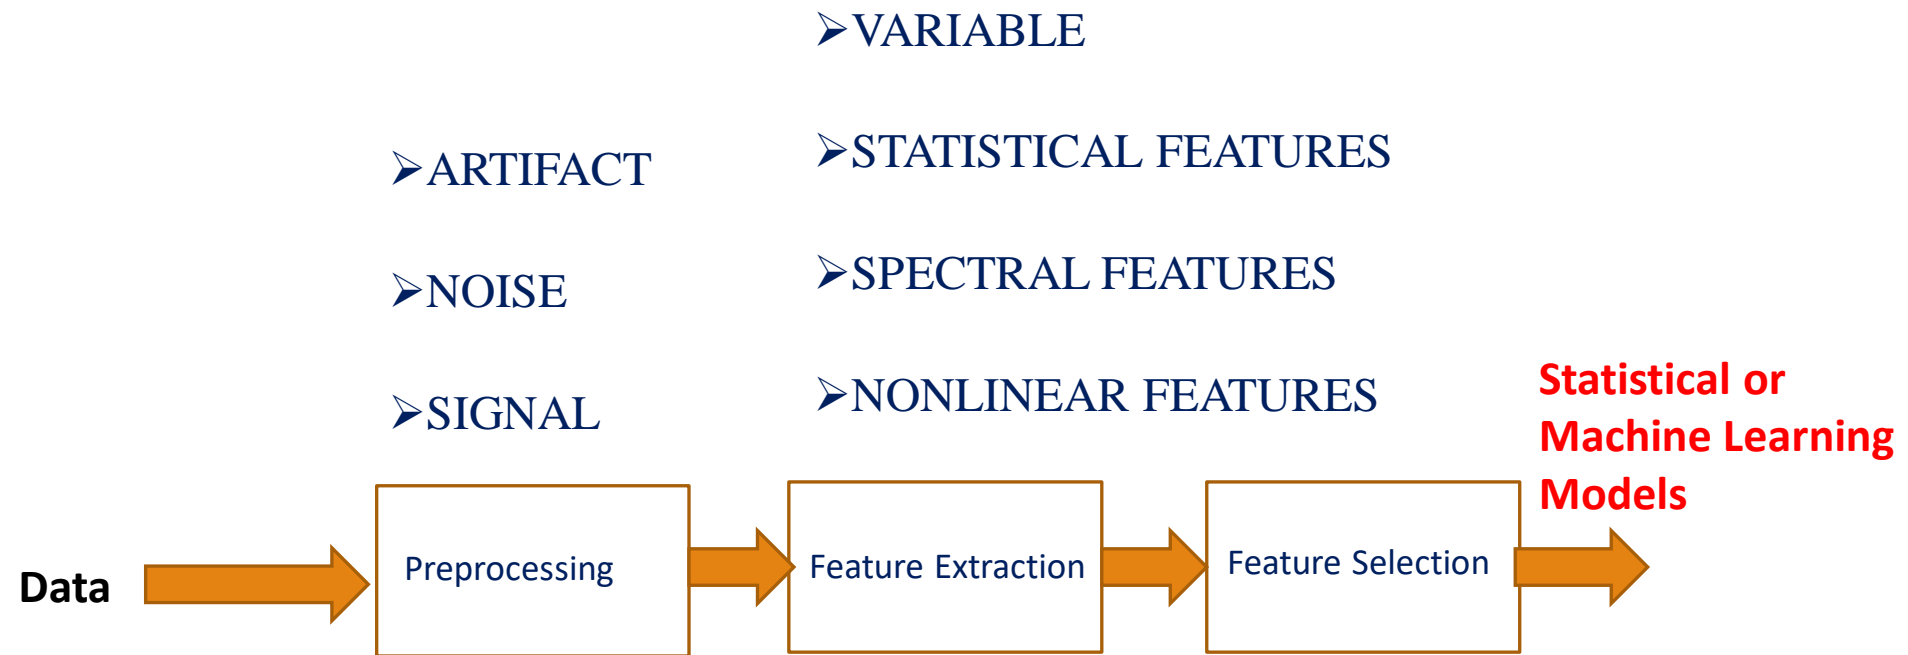 ➢VARIABLE
➢STATISTICAL FEATURES
➢SPECTRAL FEATURES
➢NONLINEAR FEATURES
➢ARTIFACT
➢NOISE
➢SIGNAL
Statistical or
Machine Learning
Models
Data
Preprocessing
Feature Extraction
Feature Selection